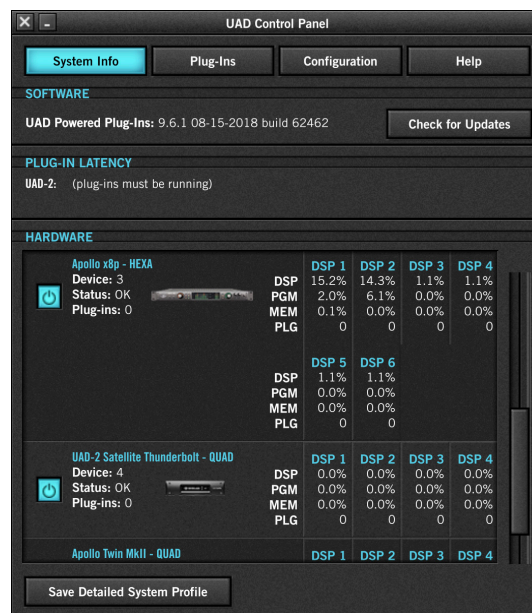 UAD Control Panel
System Info Plug-Ins Configuration Help
SOFTWARE
UAD Powered Plug-Ins: 9.6.1 08-15-2018 build 62462 Check for Updates
PLUG-IN LATENCY
UAD-2: (plug-ins must be running)
HARDWARE
Apollo x8p - HEXA DSP 1 DSP 2 DSP 3 DSP 4
Device: 3 DSP 15.2% 14.3% 1.1% 1.1%
Status: OK PGM 2.0% 6.1% 0.0% 0.0%
Plug-ins: 0 MEM 0.1% 0.0% 0.0% 0.0%
PLG 0 0 0 0
DSP 5 DSP 6
DSP 1.1% 1.1%
PGM 0.0% 0.0%
MEM 0.0% 0.0%
PLG 0 0
UAD-2 Satellite Thunderbolt - QUAD DSP 1 DSP 2 DSP 3 DSP 4
Device: 4 DSP 0.0% 0.0% 0.0% 0.0%
Status: OK PGM 0.0% 0.0% 0.0% 0.0%
Plug-ins: 0 MEM 0.0% 0.0% 0.0% 0.0%
PLG 0 0 0 0
Apollo Twin MkII - QUAD DSP 1 DSP 2 DSP 3 DSP 4
Save Detailed System Profile